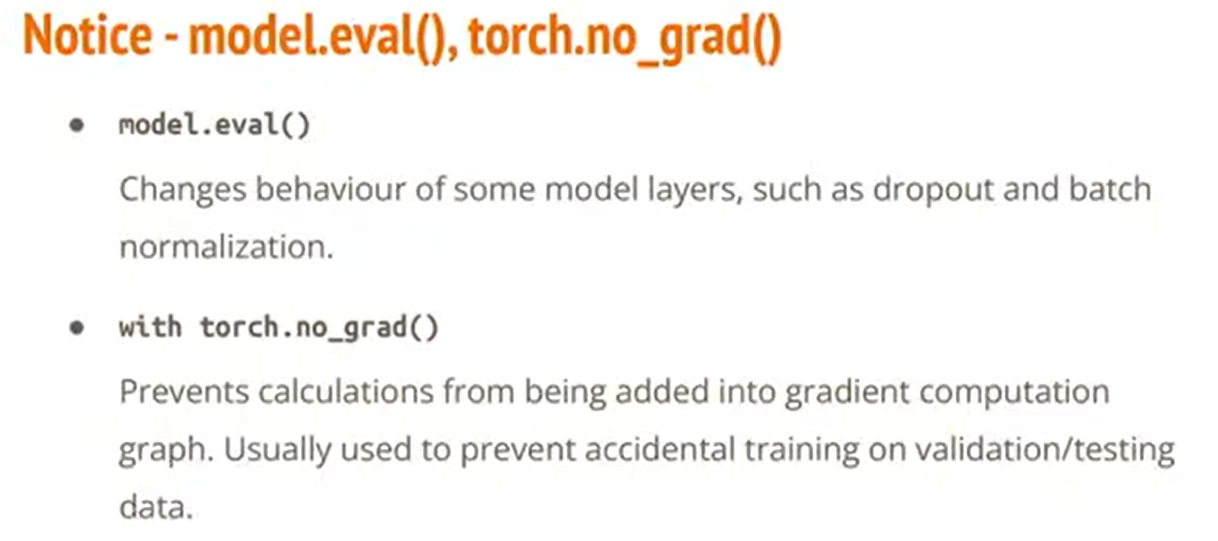 Notice - model.eval(), torch.no_grad()
● model.eval()
Changes behaviour of some model layers, such as dropout and batch
normalization.
● with torch.no_grad()
Prevents calculations from being added into gradient computation
graph. Usually used to prevent accidental training on validation/testing
data.